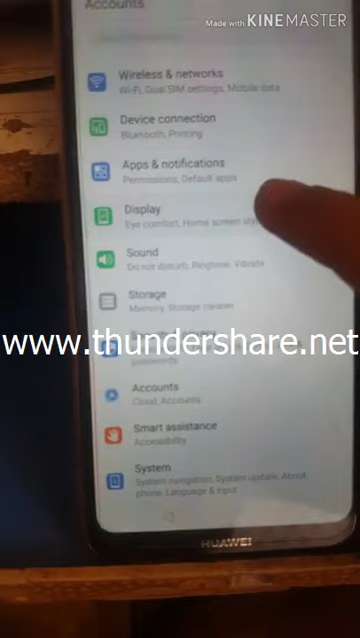 Accounts
Made with KINEMASTER
Wireless & networks
Wi-Fi, Dual SIM settings, Mobile data
Device connection
Bluetooth, Printing
Apps & notifications
Permissions, Default apps
Display
Eye comfort, Home screen style
Sound
Do not disturb, Ringtone, Vibrate
Storage
Memory, Storage cleaner
www.thundershare.net
passwords
Accounts
Cloud, Accounts
Smart assistance
Accessibility
System
System navigation, System update, About
phone, Language & input
HUAWEI